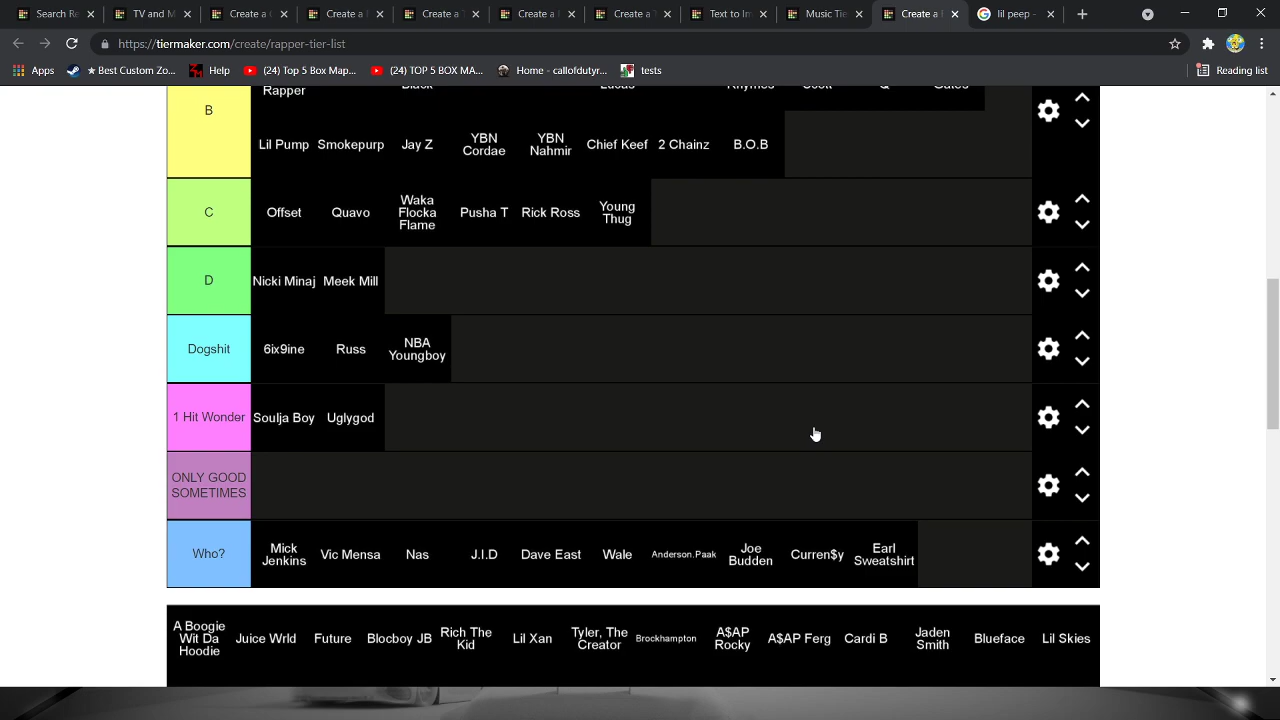 Search Re
TV and M
Create a F
Create a
Create a
Text to Im
Music Tie
Create a F
lil peep -
https://tiermaker.com/create/rapper-tier-list
Apps
★ Best Custom Zo...
Help
(24) Top 5 Box Map...
(24) TOP 5 BOX MA...
Home - callofdutyr...
tests
Reading list
B
Rapper
Black
Lucas
Rhymes
Scott
Q
Gates
Lil Pump
Smokepurp
Jay Z
YBN
Cordae
YBN
Nahmir
Chief Keef
2 Chainz
B.O.B
C
Offset
Quavo
Waka
Flocka
Flame
Pusha T
Rick Ross
Young
Thug
D
Nicki Minaj
Meek Mill
Dogshit
6ix9ine
Russ
NBA
Youngboy
1 Hit Wonder
Soulja Boy
Uglygod
ONLY GOOD
SOMETIMES
Who?
Mick
Jenkins
Vic Mensa
Nas
J.I.D
Dave East
Wale
Anderson.Paak
Joe
Budden
Curren$y
Earl
Sweatshirt
A Boogie
Wit Da
Hoodie
Juice Wrld
Future
Blocboy JB
Rich The
Kid
Lil Xan
Tyler, The
Creator
Brockhampton
A$AP
Rocky
A$AP Ferg
Cardi B
Jaden
Smith
Blueface
Lil Skies